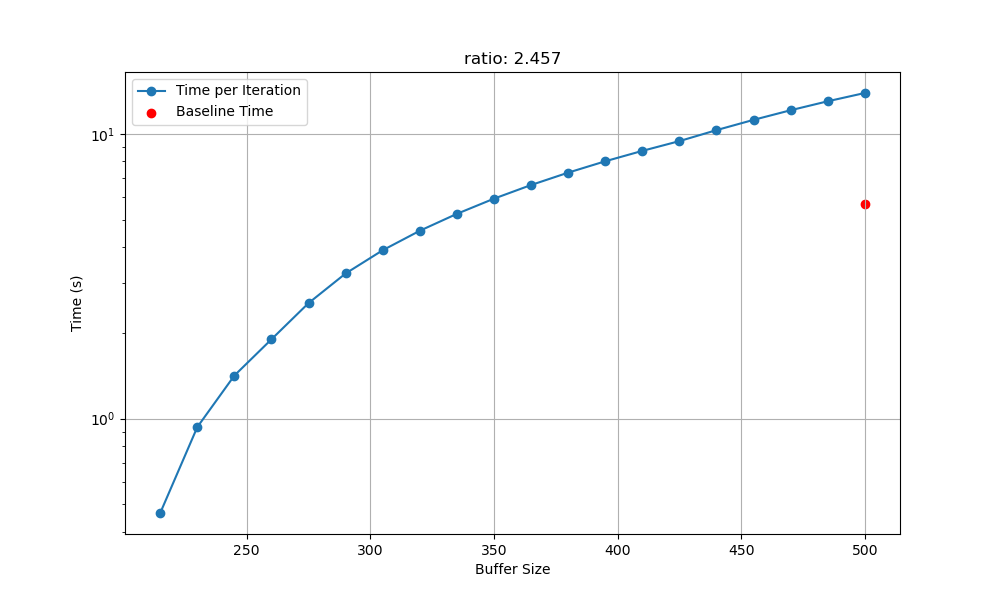 ratio: 2.457
Time per Iteration
Baseline Time
10¹
10⁰
Time (s)
250 300 350 400 450 500
Buffer Size